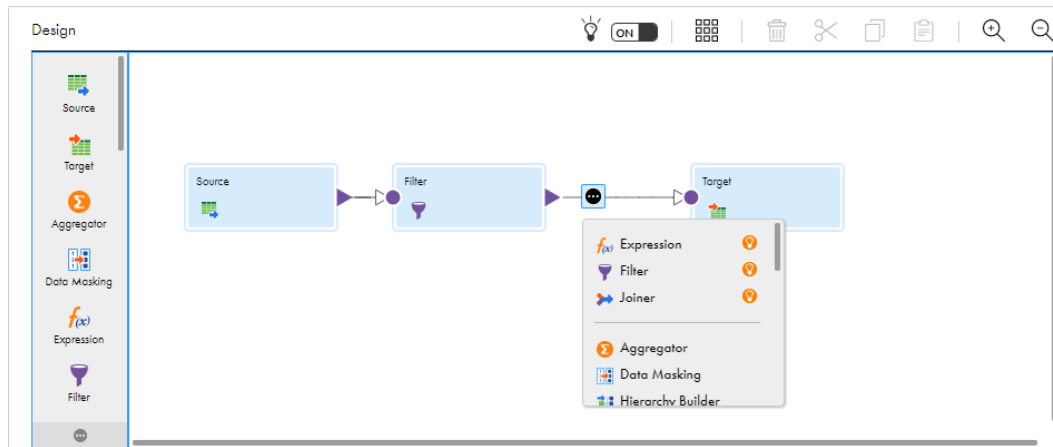 Design
ON
Source
Target
Aggregator
Data Masking
f(x)
Expression
Filter
Source
Filter
Target
f(x) Expression
Filter
Joiner
Aggregator
Data Masking
Hierarchy Builder